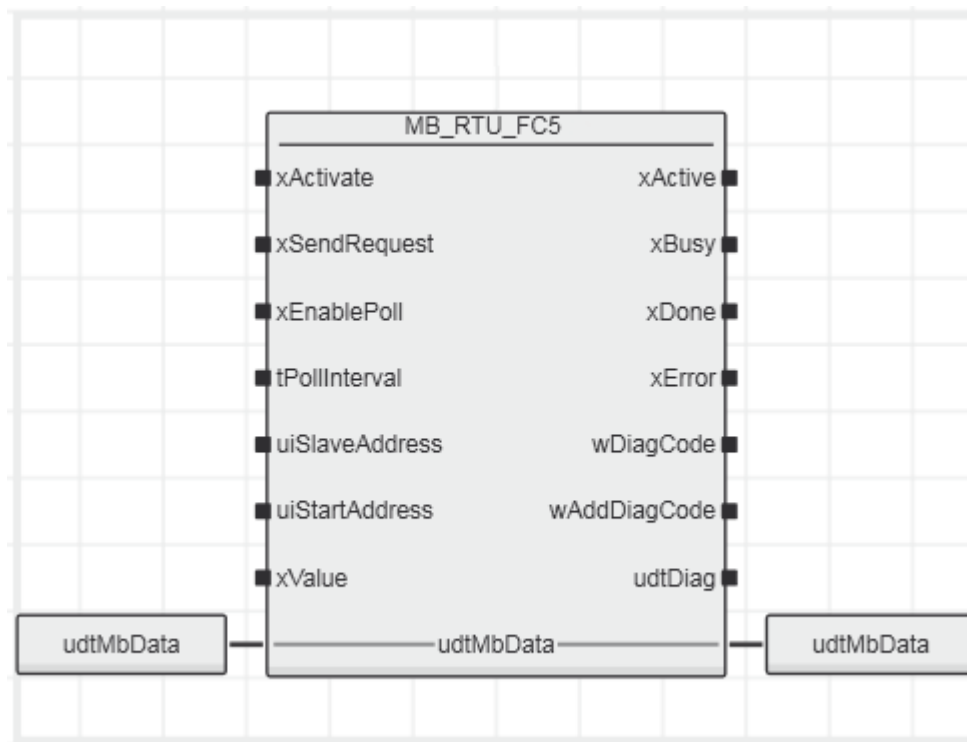 MB_RTU_FC5
xActivate xActive
xSendRequest xBusy
xEnablePoll xDone
tPollInterval xError
uiSlaveAddress wDiagCode
uiStartAddress wAddDiagCode
xValue udtDiag
udtMbData udtMbData udtMbData